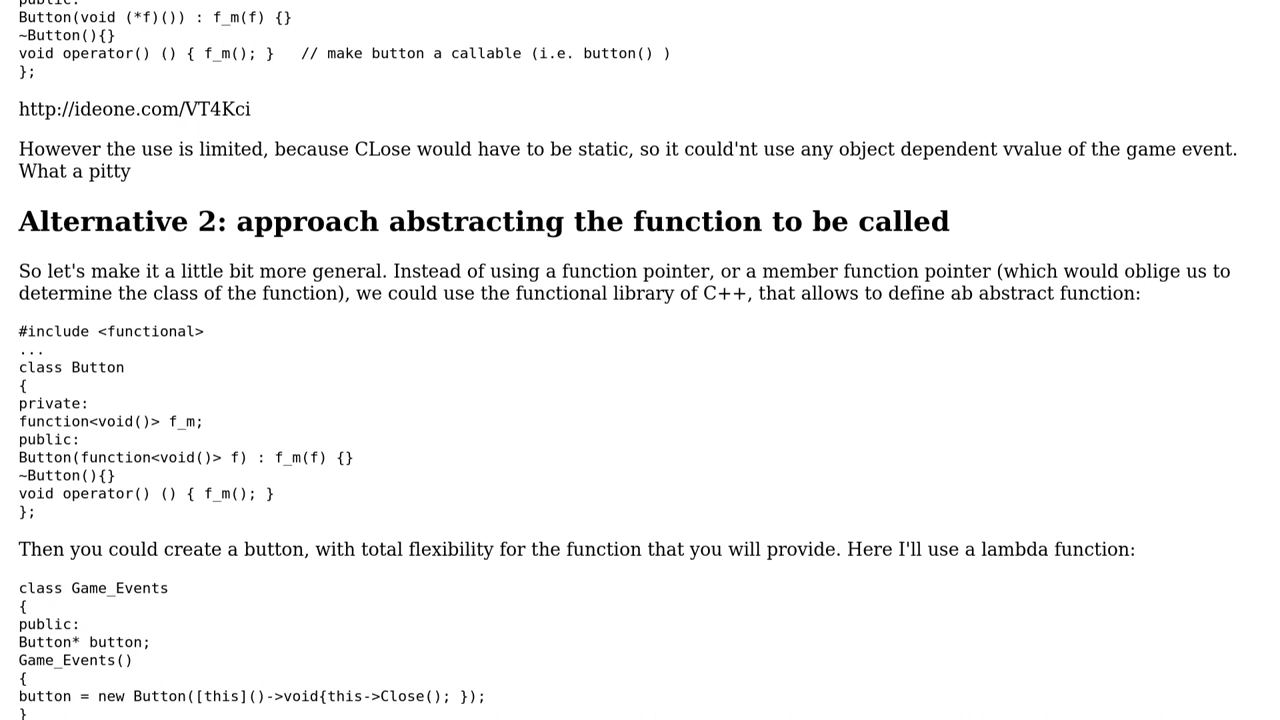 public:
Button(void (*f)()) : f_m(f) {}
~Button(){}
void operator() () { f_m(); }   // make button a callable (i.e. button() )
};
http://ideone.com/VT4Kci
However the use is limited, because CLose would have to be static, so it could'nt use any object dependent vvalue of the game event.
What a pitty
Alternative 2: approach abstracting the function to be called
So let's make it a little bit more general. Instead of using a function pointer, or a member function pointer (which would oblige us to
determine the class of the function), we could use the functional library of C++, that allows to define ab abstract function:
#include <functional>
...
class Button
{
private:
function<void()> f_m;
public:
Button(function<void()> f) : f_m(f) {}
~Button(){}
void operator() () { f_m(); }
};
Then you could create a button, with total flexibility for the function that you will provide. Here I'll use a lambda function:
class Game_Events
{
public:
Button* button;
Game_Events()
{
button = new Button([this]()->void{this->Close(); });
}